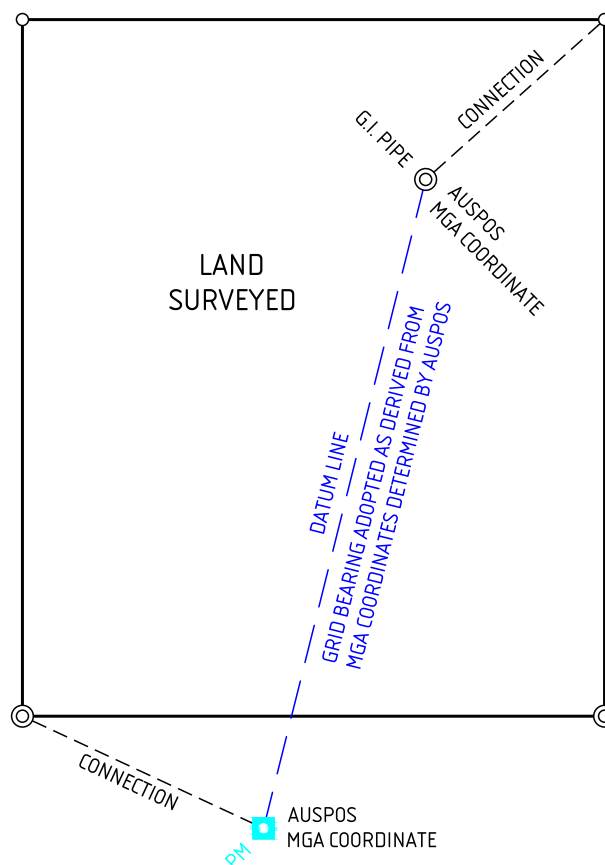 CONNECTION
G.I. PIPE
AUSPOS
MGA COORDINATE
LAND
SURVEYED
DATUM LINE
GRID BEARING ADOPTED AS DERIVED FROM
MGA COORDINATES DETERMINED BY AUSPOS
CONNECTION
AUSPOS
MGA COORDINATE
PM